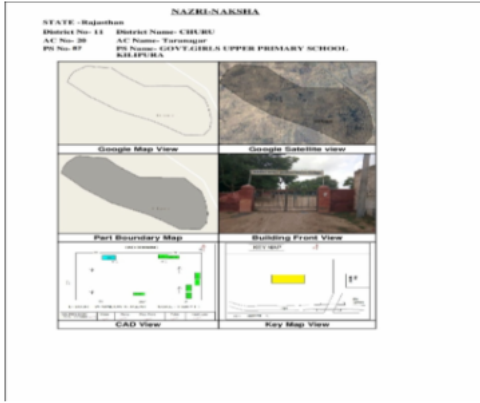 NAZRI-NAKSHA
STATE -Rajasthan
District No- 11 District Name- CHURU
AC No- 20 AC Name- Taranagar
PS No- 87 PS Name- GOVT.GIRLS UPPER PRIMARY SCHOOL
KILIPURA
Google Map View
Google Satellite view
Part Boundary Map
Building Front View
KEY MAP
CAD View
Key Map View